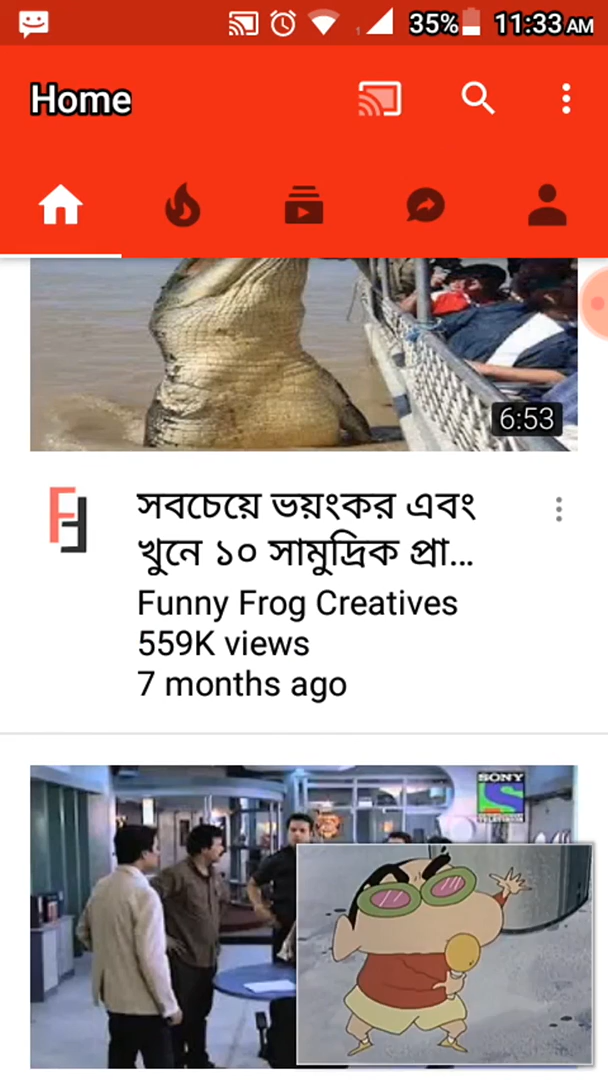 35% 11:33 AM
Home
6:53
সবচেয়ে ভয়ংকর এবং
খুনে ১০ সামুদ্রিক প্রা...
Funny Frog Creatives
559K views
7 months ago
SONY